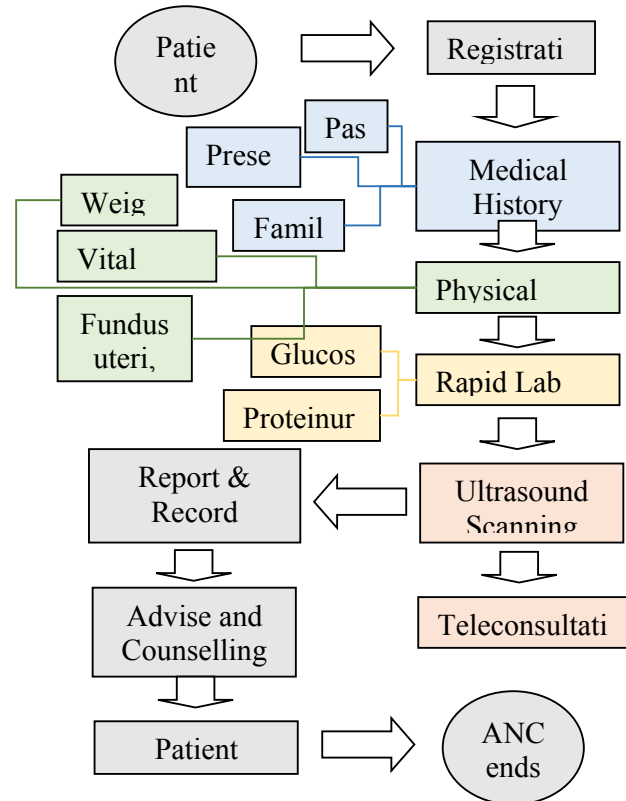 Patie
nt
Registrati
Pas
Prese
Medical
History
Weig
Famil
Vital
Physical
Fundus
uteri,
Glucos
Rapid Lab
Proteinur
Report &
Record
Ultrasound
Scanning
Advise and
Counselling
Teleconsultati
Patient
ANC
ends